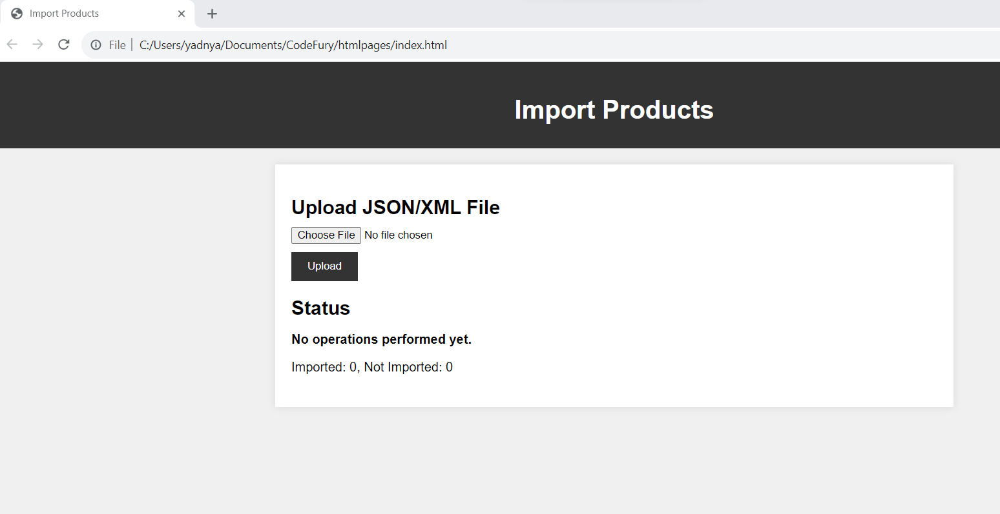 Import Products
File C:/Users/yadnya/Documents/CodeFury/htmlpages/index.html
Import Products
Upload JSON/XML File
Choose File No file chosen
Upload
Status
No operations performed yet.
Imported: 0, Not Imported: 0